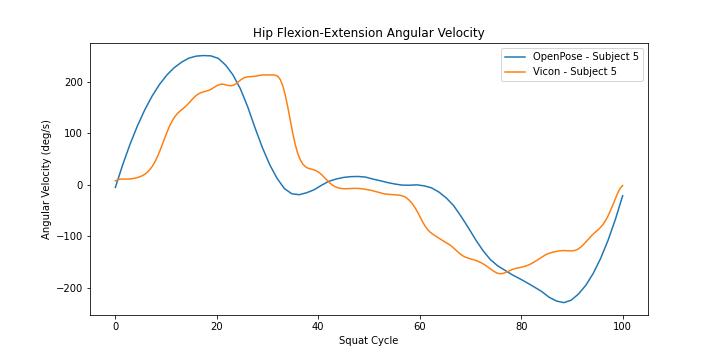 Hip Flexion-Extension Angular Velocity
OpenPose - Subject 5
Vicon - Subject 5
Angular Velocity (deg/s)
200
100
0
−100
−200
0
20
40
60
80
100
Squat Cycle